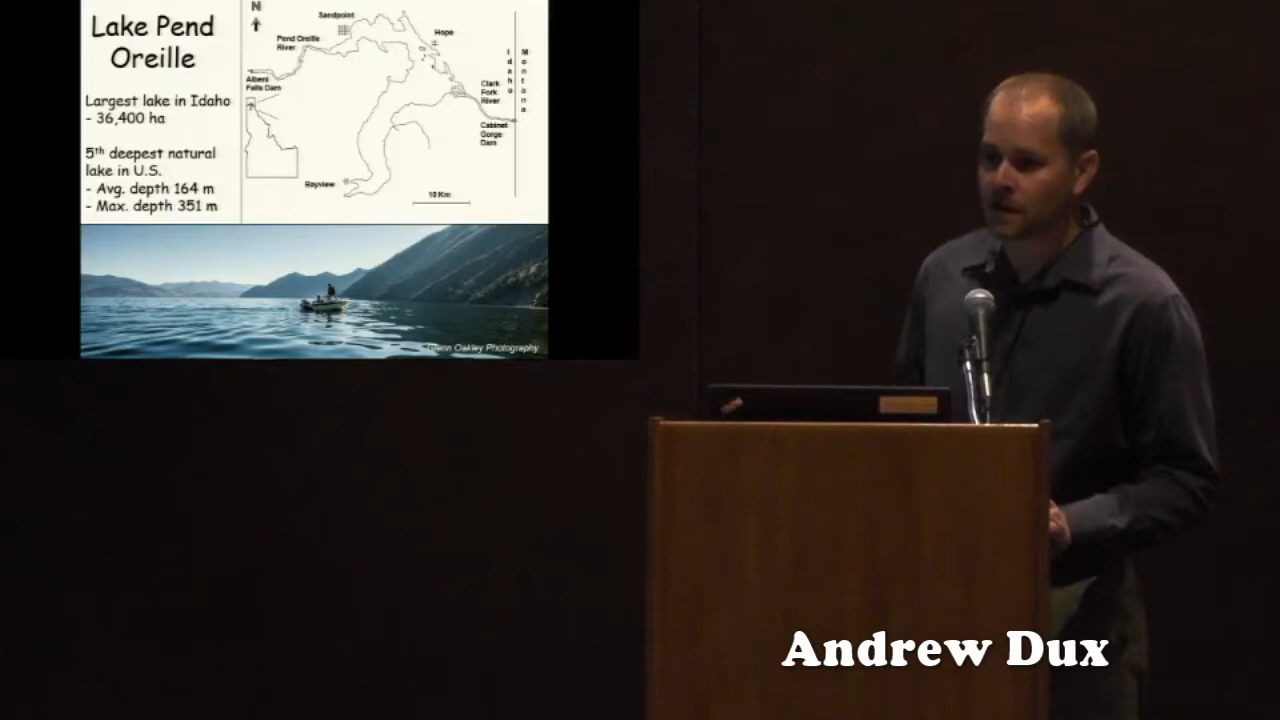 Lake Pend
Oreille
Largest lake in Idaho
- 36,400 ha
5th deepest natural
lake in U.S.
- Avg. depth 164 m
- Max. depth 351 m
N
Sandpoint
Pend Oreille
River
Hope
Albeni
Falls Dam
Idaho
Montana
Clark
Fork
River
Cabinet
Gorge
Dam
Bayview
10 Km
Glenn Oakley Photography
Andrew Dux